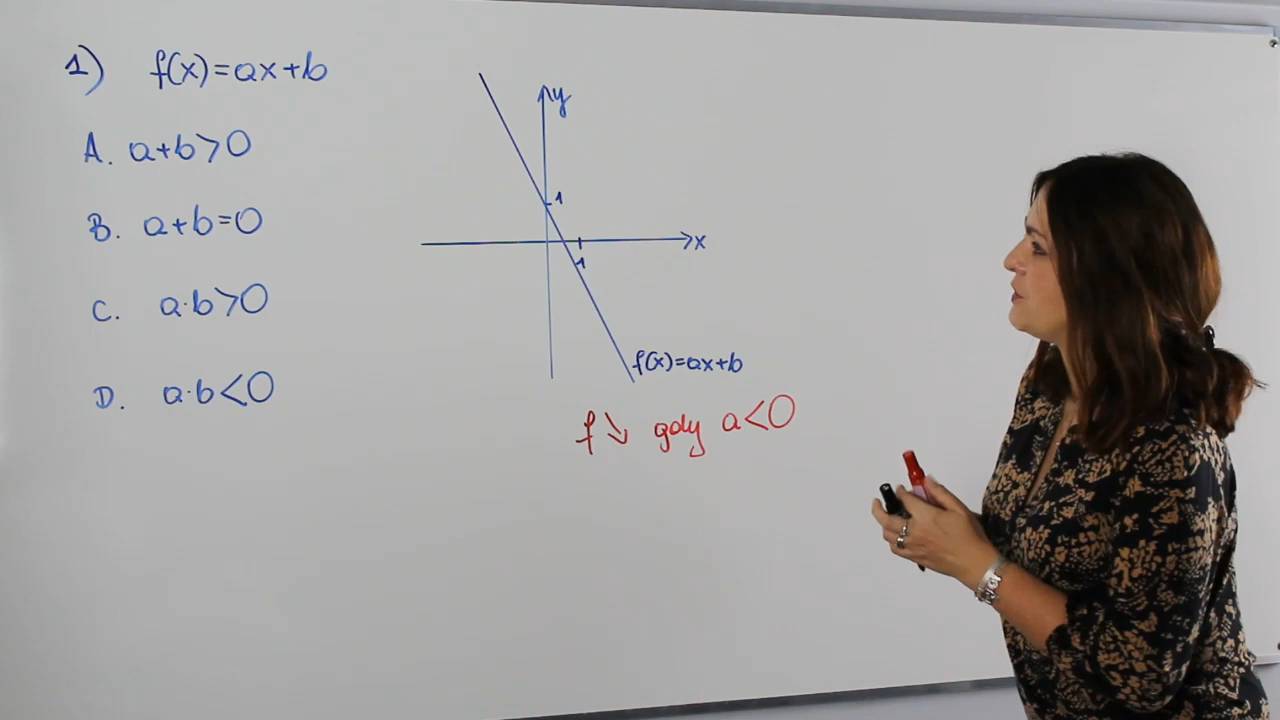 1) f(x)=ax+b
A. a+b>0
B. a+b=0
C. a·b>0
D. a·b<0
y
1
x
1
f(x)=ax+b
f↘ gdy a<0